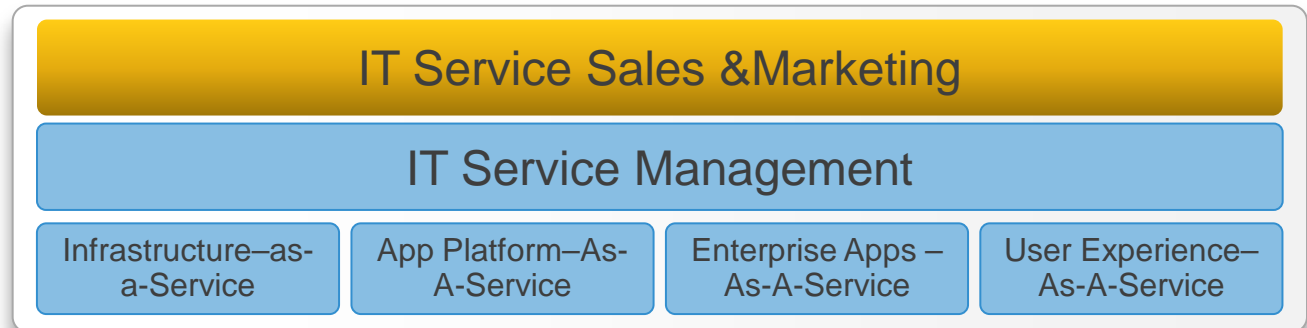 IT Service Sales &Marketing
IT Service Management
Infrastructure–as-
a-Service
App Platform–As-
A-Service
Enterprise Apps –
As-A-Service
User Experience–
As-A-Service